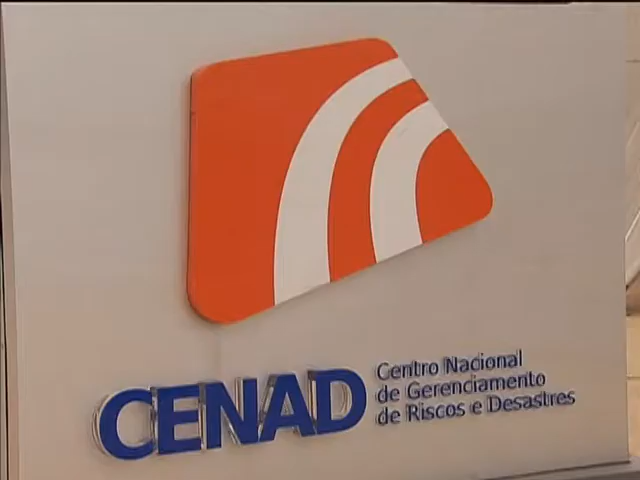 CENAD
Centro Nacional
de Gerenciamento
de Riscos e Desastres